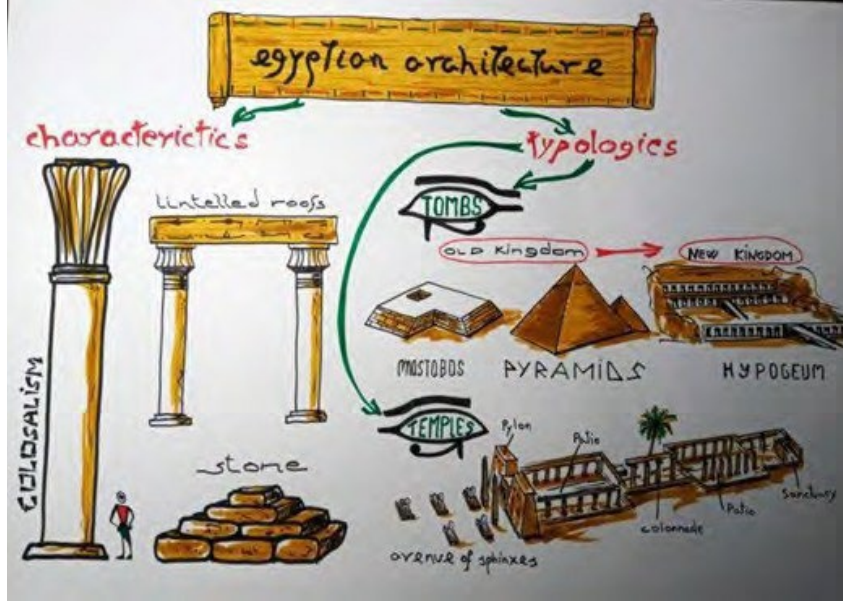 egyption architecture
characterictics
typologies
lintelled roofs
TOMBS
OLD Kingdom
NEW KINGDOM
COLOSALISM
MASTOBOS
PYRAMIDS
HYPOGEUM
TEMPLES
Pylon
Patio
stone
Sanctuary
Patio
colonnade
avenue of sphinxes